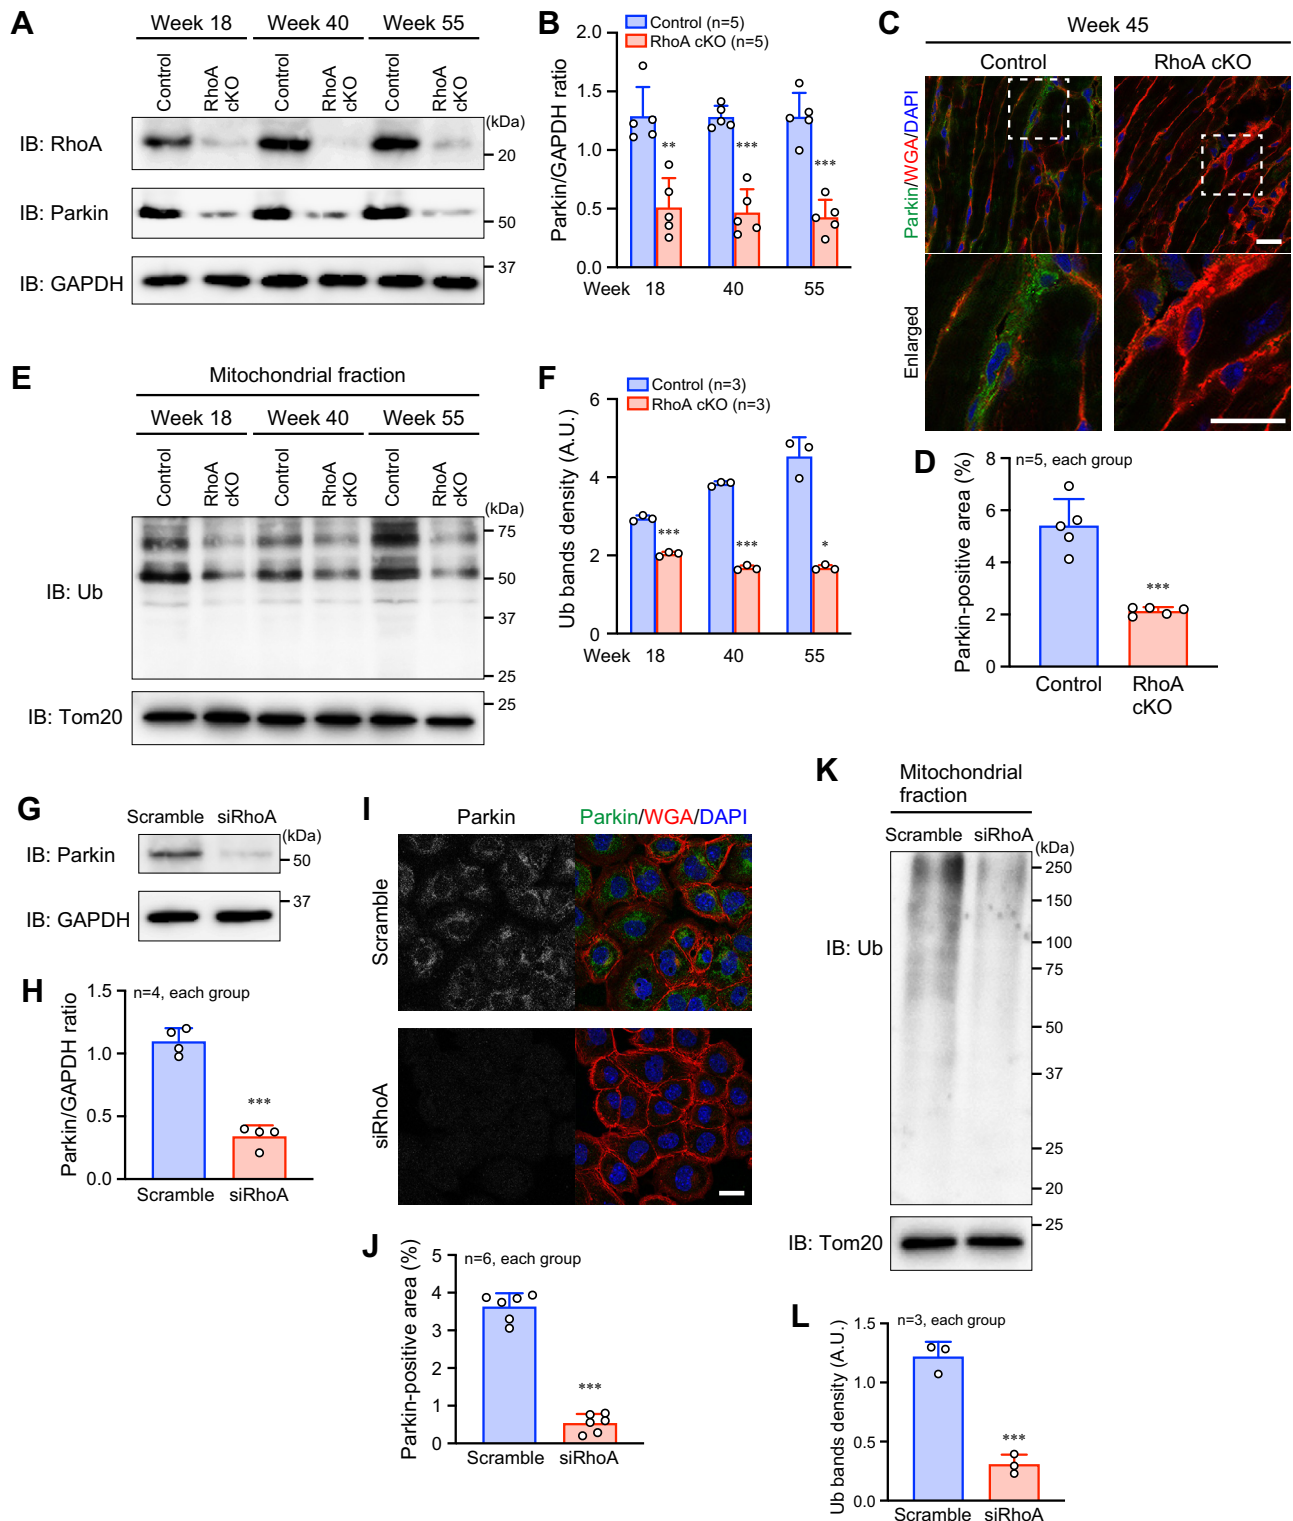 A
Week 18 Week 40 Week 55
Control RhoA cKO Control RhoA cKO Control RhoA cKO
(kDa)
IB: RhoA
20
IB: Parkin
50
37
IB: GAPDH
B
Control (n=5)
RhoA cKO (n=5)
Parkin/GAPDH ratio
2.0
1.5
1.0
0.5
0.0
** *** ***
Week 18 40 55
C
Week 45
Control RhoA cKO
Parkin/WGA/DAPI
Enlarged
D
Parkin-positive area (%)
n=5, each group
8
6
4
2
0
***
Control RhoA cKO
E
Mitochondrial fraction
Week 18 Week 40 Week 55
Control RhoA cKO Control RhoA cKO Control RhoA cKO
(kDa)
75
50
IB: Ub
37
25
25
IB: Tom20
F
Control (n=3)
RhoA cKO (n=3)
Ub bands density (A.U.)
6
4
2
0
*** *** *
Week 18 40 55
G
Scramble siRhoA
(kDa)
IB: Parkin
50
37
IB: GAPDH
H
n=4, each group
Parkin/GAPDH ratio
1.5
1.0
0.5
0.0
***
Scramble siRhoA
I
Parkin Parkin/WGA/DAPI
Scramble
siRhoA
J
n=6, each group
Parkin-positive area (%)
5
4
3
2
1
0
***
Scramble siRhoA
K
Mitochondrial
fraction
Scramble siRhoA
(kDa)
250
150
IB: Ub
100
75
50
37
25
20
25
IB: Tom20
L
n=3, each group
Ub bands density (A.U.)
1.5
1.0
0.5
0.0
***
Scramble siRhoA